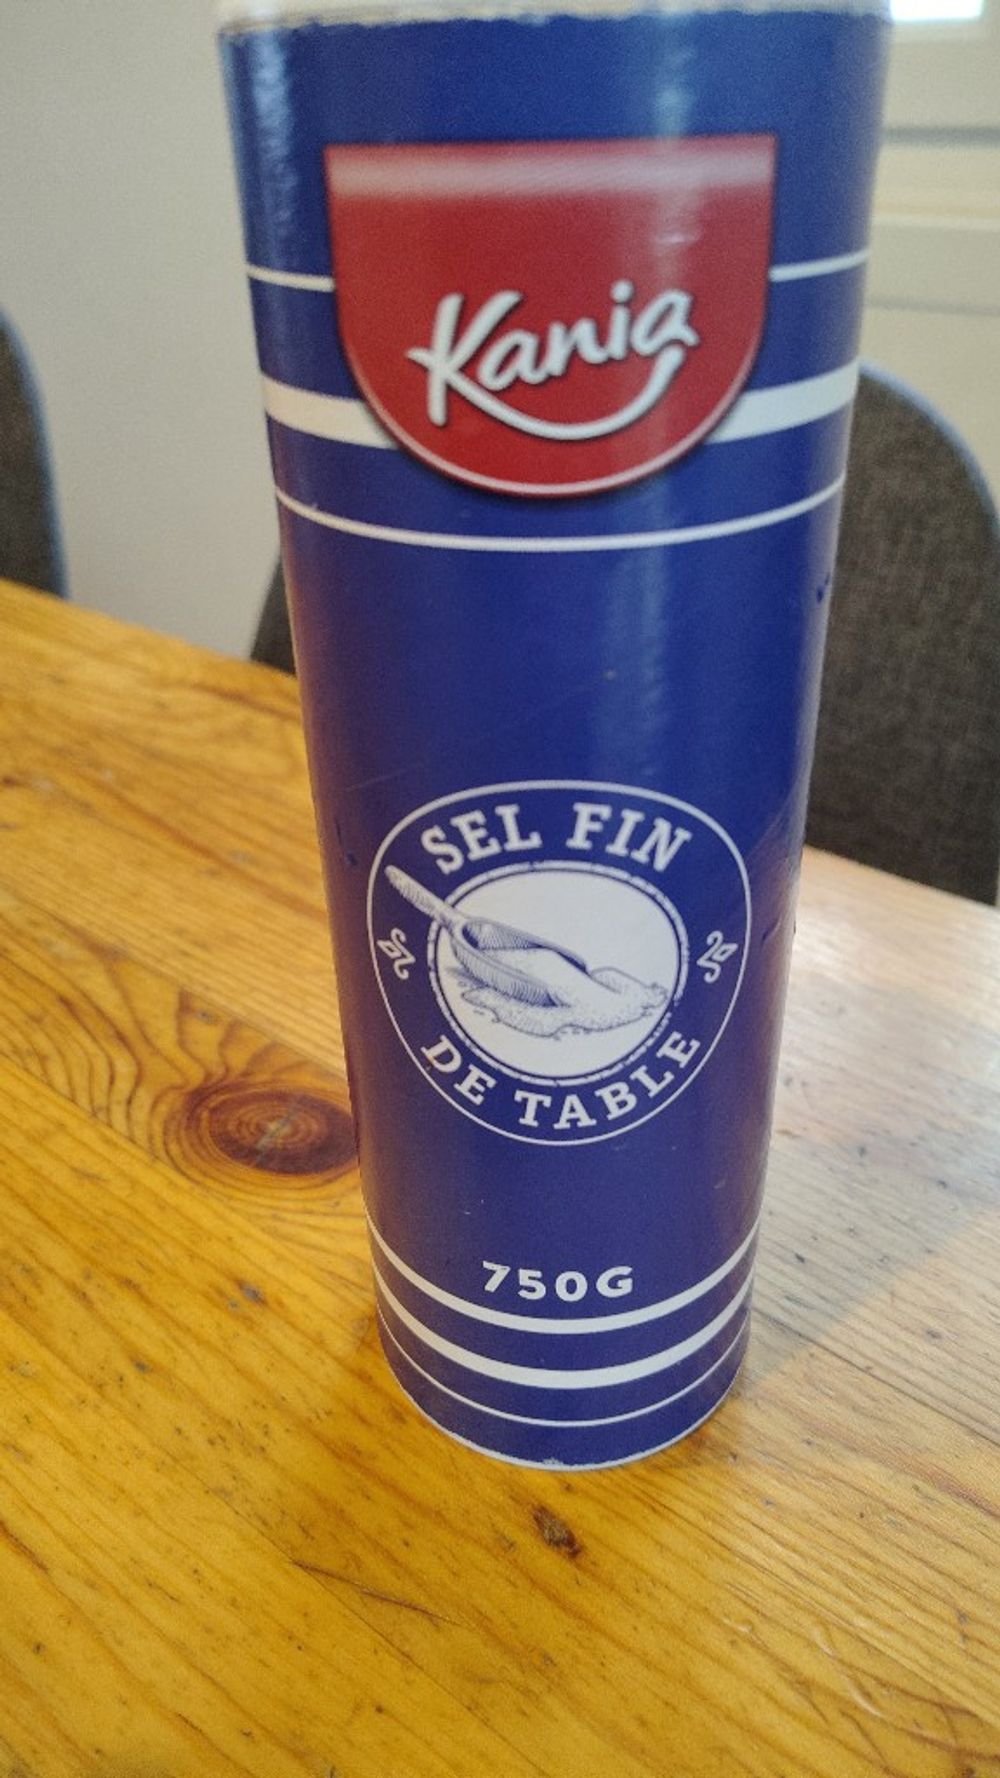 Kania
SEL FIN
DE TABLE
750G